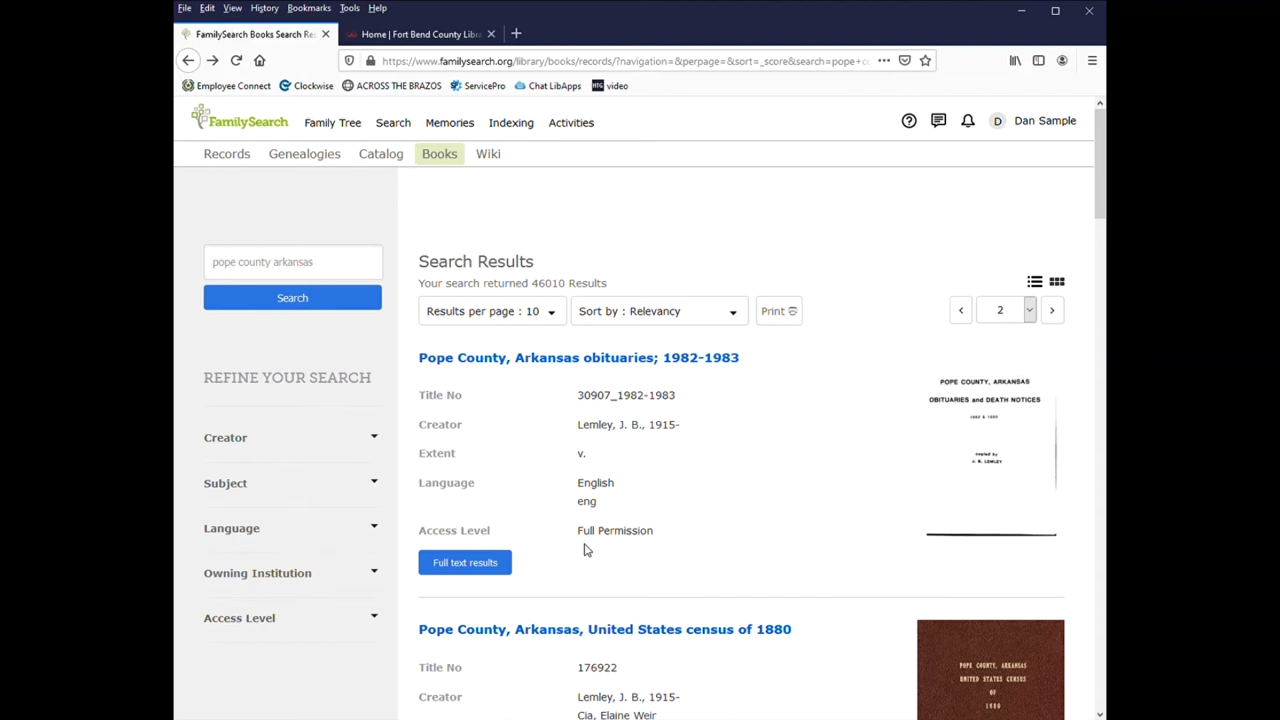 File Edit View History Bookmarks Tools Help
FamilySearch Books Search Re
Home | Fort Bend County Libr
https://www.familysearch.org/library/books/records/?navigation=&perpage=&sort=_score&search=pope+c
Employee Connect Clockwise ACROSS THE BRAZOS ServicePro Chat LibApps video
FamilySearch Family Tree Search Memories Indexing Activities D Dan Sample
Records Genealogies Catalog Books Wiki
pope county arkansas
Search
REFINE YOUR SEARCH
Creator
Subject
Language
Owning Institution
Access Level
Search Results
Your search returned 46010 Results
Results per page : 10 Sort by : Relevancy Print 2
Pope County, Arkansas obituaries; 1982-1983
Title No 30907_1982-1983
Creator Lemley, J. B., 1915-
Extent v.
Language English
eng
Access Level Full Permission
Full text results
POPE COUNTY, ARKANSAS
OBITUARIES and DEATH NOTICES
1982 & 1983
J. B. LEMLEY
Pope County, Arkansas, United States census of 1880
Title No 176922
Creator Lemley, J. B., 1915-
Cia, Elaine Weir
POPE COUNTY, ARKANSAS
UNITED STATES CENSUS
OF
1880